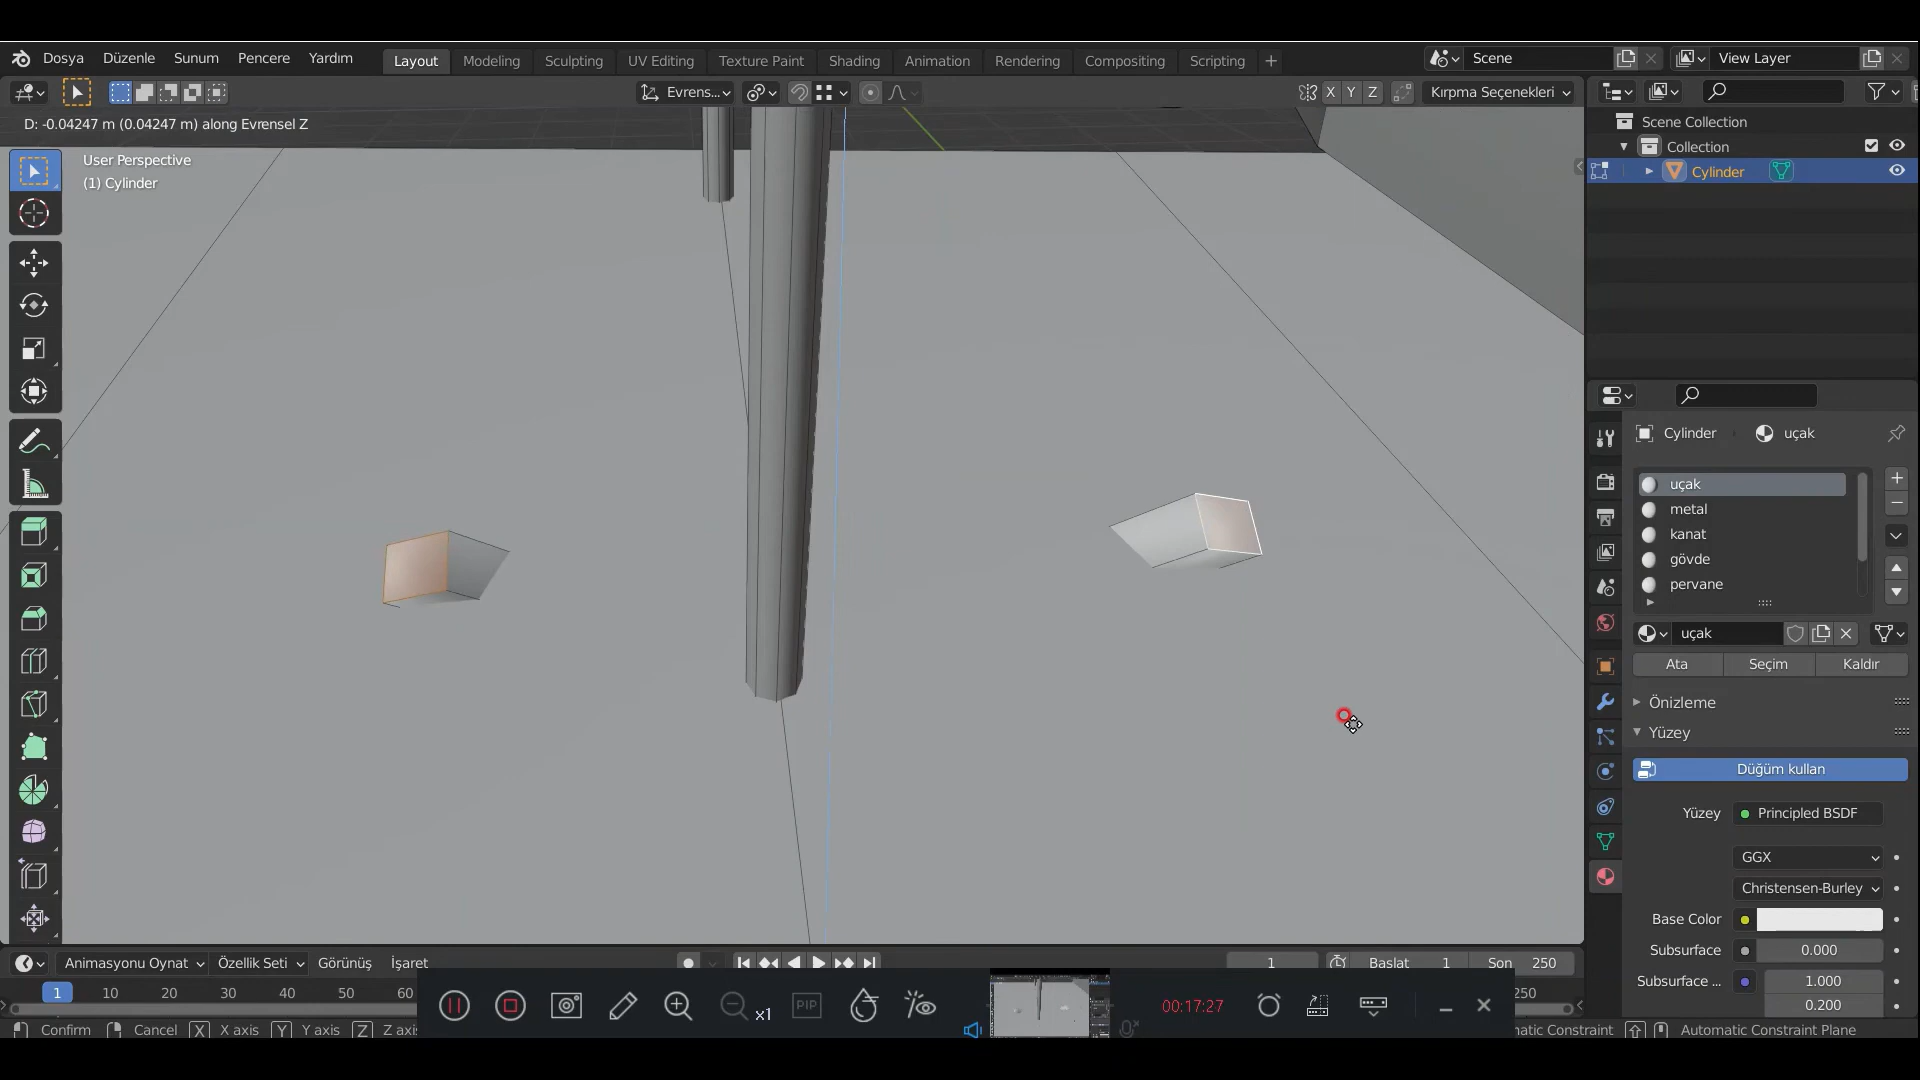 Dosya Düzenle Sunum Pencere Yardım Layout Modeling Sculpting UV Editing Texture Paint Shading Animation Rendering Compositing Scripting + Scene View Layer
Evrens... X Y Z Kırpma Seçenekleri
D: -0.04247 m (0.04247 m) along Evrensel Z
User Perspective
(1) Cylinder
Scene Collection
Collection
Cylinder
Cylinder uçak
uçak
metal
kanat
gövde
pervane
uçak
Ata Seçim Kaldır
Önizleme
Yüzey
Düğüm kullan
Yüzey Principled BSDF
GGX
Christensen-Burley
Base Color
Subsurface 0.000
Subsurface ... 1.000
0.200
Animasyonu Oynat Özellik Seti Görünüş İşaret 1 Başlat 1 Son 250
1 10 20 30 40 50 60 250
x1 PIP 00:17:27
Confirm Cancel X X axis Y Y axis Z Z axis
matic Constraint Automatic Constraint Plane